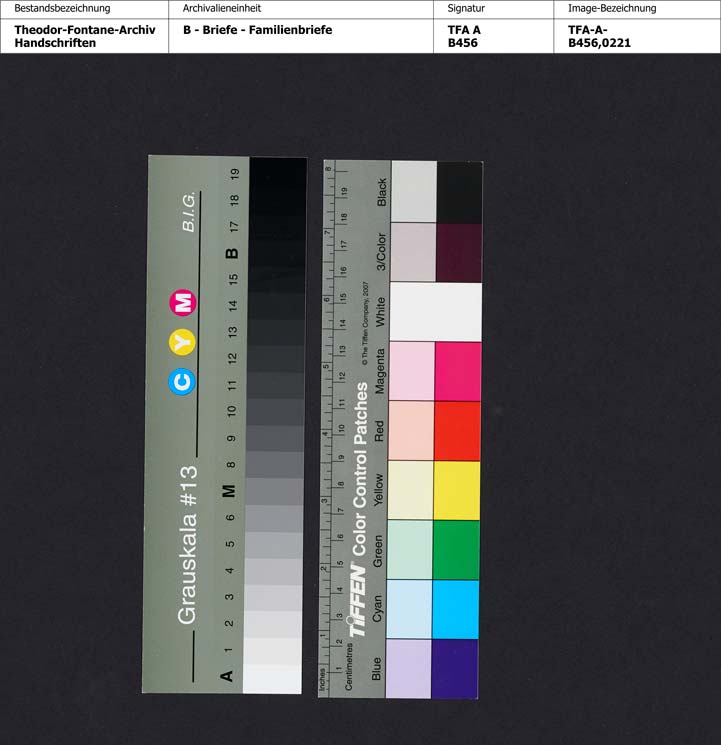 Bestandsbezeichnung
Archivalieneinheit
Signatur
Image-Bezeichnung
Theodor-Fontane-Archiv
Handschriften
B - Briefe - Familienbriefe
TFA A
B456
TFA-A-
B456,0221
Grauskala #13
C Y M
B.I.G.
A 1 2 3 4 5 6 M 8 9 10 11 12 13 14 15 B 17 18 19
Inches 1 2 3 4 5 6 7 8
Centimetres 1 2 3 4 5 6 7 8 9 10 11 12 13 14 15 16 17 18 19
TIFFEN® Color Control Patches
© The Tiffen Company, 2007
Blue
Cyan
Green
Yellow
Red
Magenta
White
3/Color
Black